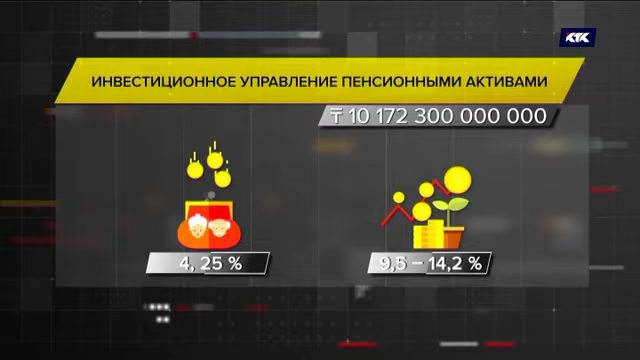 КТК
ИНВЕСТИЦИОННОЕ УПРАВЛЕНИЕ ПЕНСИОННЫМИ АКТИВАМИ
₸ 10 172 300 000 000
4, 25 %
9,5 – 14,2 %